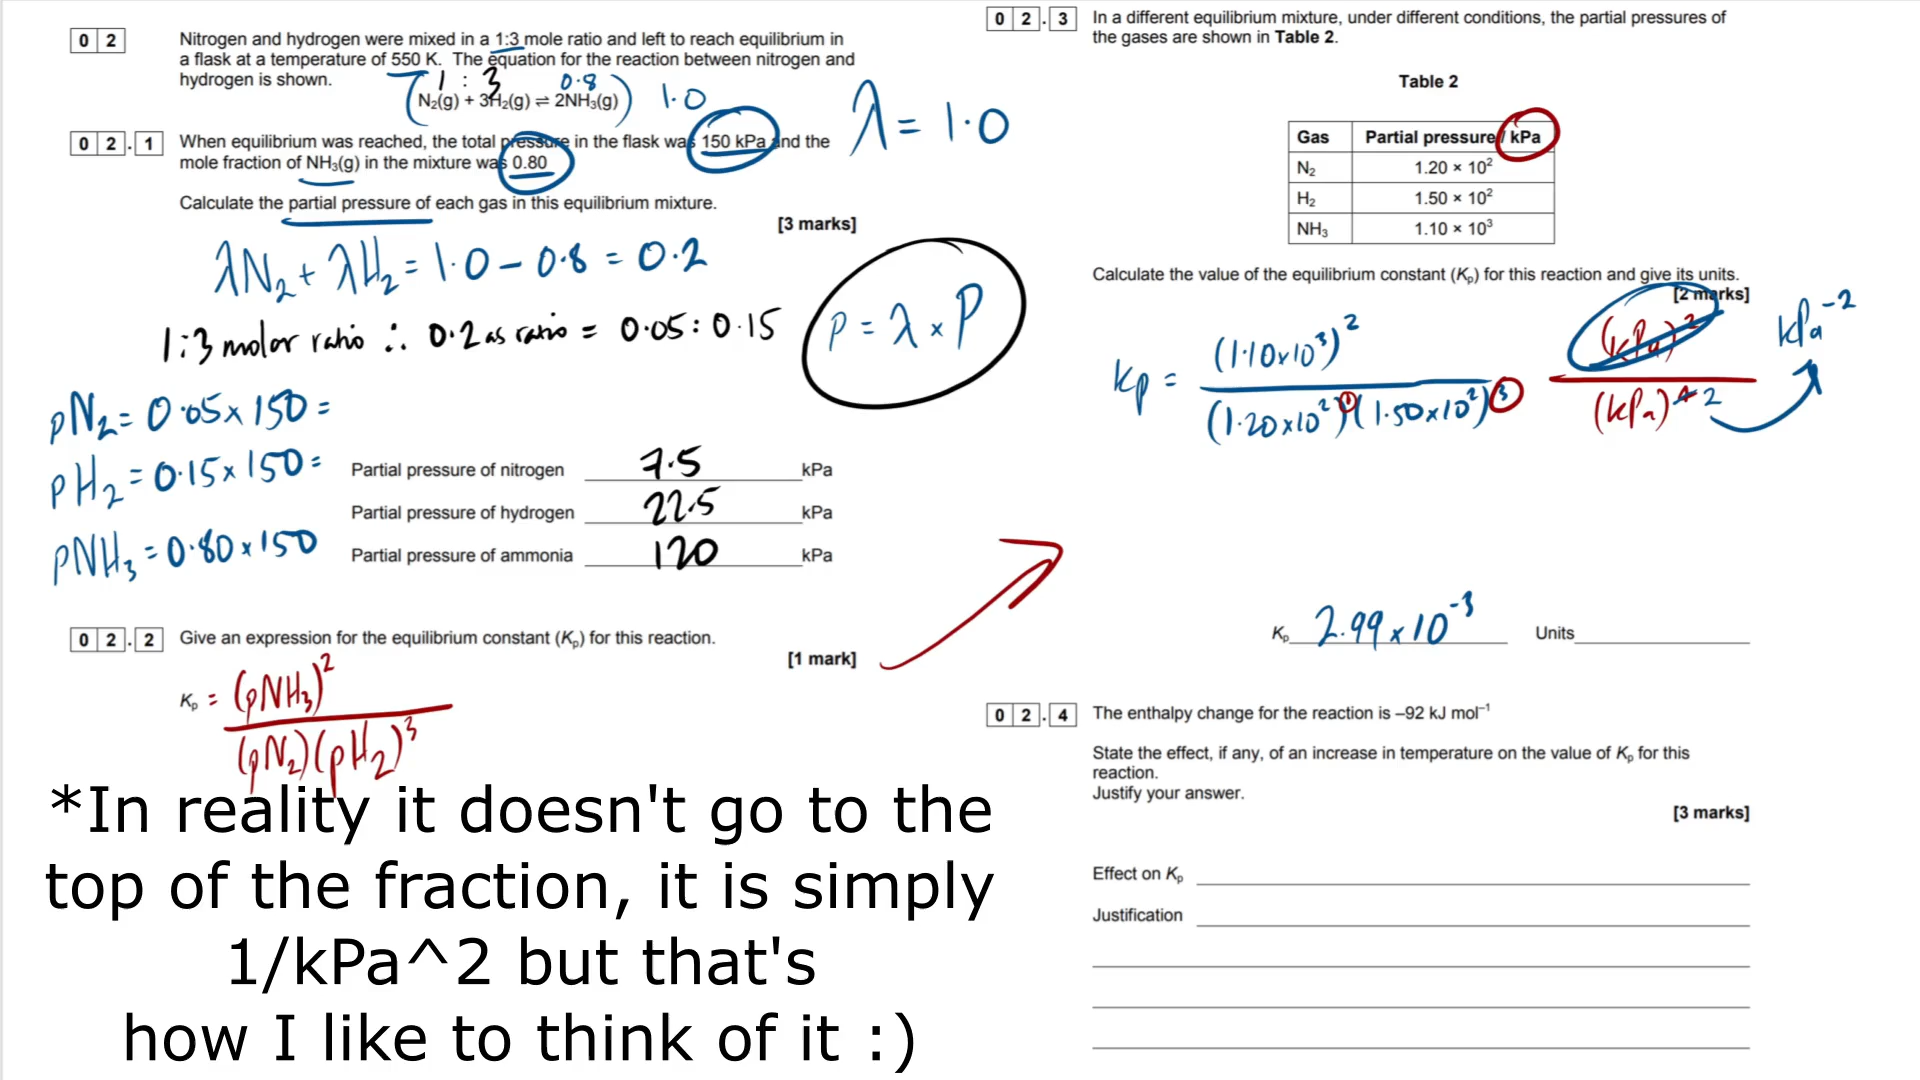 0 2
Nitrogen and hydrogen were mixed in a 1:3 mole ratio and left to reach equilibrium in
a flask at a temperature of 550 K. The equation for the reaction between nitrogen and
hydrogen is shown.
1 : 3 0.8
N₂(g) + 3H₂(g) ⇌ 2NH₃(g) 1.0
λ = 1.0
0 2 . 1
When equilibrium was reached, the total pressure in the flask was 150 kPa and the
mole fraction of NH₃(g) in the mixture was 0.80
Calculate the partial pressure of each gas in this equilibrium mixture.
[3 marks]
λN₂ + λH₂ = 1.0 – 0.8 = 0.2
1:3 molar ratio ∴ 0.2 as ratio = 0.05 : 0.15
p = λ × P
pN₂ = 0.05 × 150 =
pH₂ = 0.15 × 150 =
pNH₃ = 0.80 × 150
Partial pressure of nitrogen 7.5 kPa
Partial pressure of hydrogen 22.5 kPa
Partial pressure of ammonia 120 kPa
0 2 . 2
Give an expression for the equilibrium constant (Kₚ) for this reaction.
[1 mark]
Kₚ = (pNH₃)²
(pN₂)(pH₂)³
*In reality it doesn't go to the
top of the fraction, it is simply
1/kPa^2 but that's
how I like to think of it :)
0 2 . 3
In a different equilibrium mixture, under different conditions, the partial pressures of
the gases are shown in Table 2.
Table 2
Gas Partial pressure / kPa
N₂ 1.20 × 10²
H₂ 1.50 × 10²
NH₃ 1.10 × 10³
Calculate the value of the equilibrium constant (Kₚ) for this reaction and give its units.
[2 marks]
Kp = (1.10×10³)²
(1.20×10²)¹(1.50×10²)³
(kPa)²
(kPa)⁴ 2
kPa⁻²
Kₚ 2.99 × 10⁻³ Units
0 2 . 4
The enthalpy change for the reaction is –92 kJ mol⁻¹
State the effect, if any, of an increase in temperature on the value of Kₚ for this
reaction.
Justify your answer.
[3 marks]
Effect on Kₚ
Justification